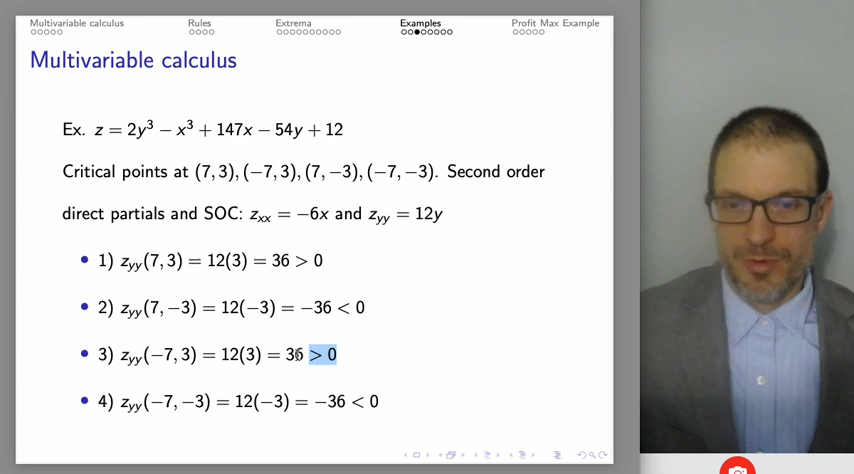 Multivariable calculus Rules Extrema Examples Profit Max Example
Multivariable calculus
Ex. z = 2y³ − x³ + 147x − 54y + 12
Critical points at (7, 3), (−7, 3), (7, −3), (−7, −3). Second order
direct partials and SOC: zₓₓ = −6x and z_yy = 12y
• 1) z_yy(7, 3) = 12(3) = 36 > 0
• 2) z_yy(7, −3) = 12(−3) = −36 < 0
• 3) z_yy(−7, 3) = 12(3) = 36 > 0
• 4) z_yy(−7, −3) = 12(−3) = −36 < 0